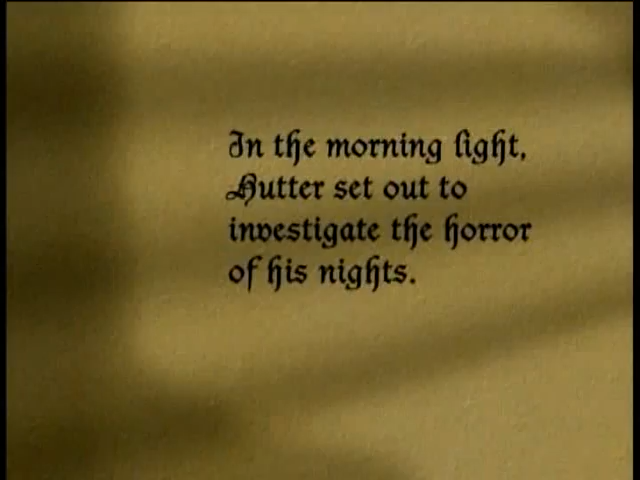 In the morning light,
Hutter set out to
investigate the horror
of his nights.